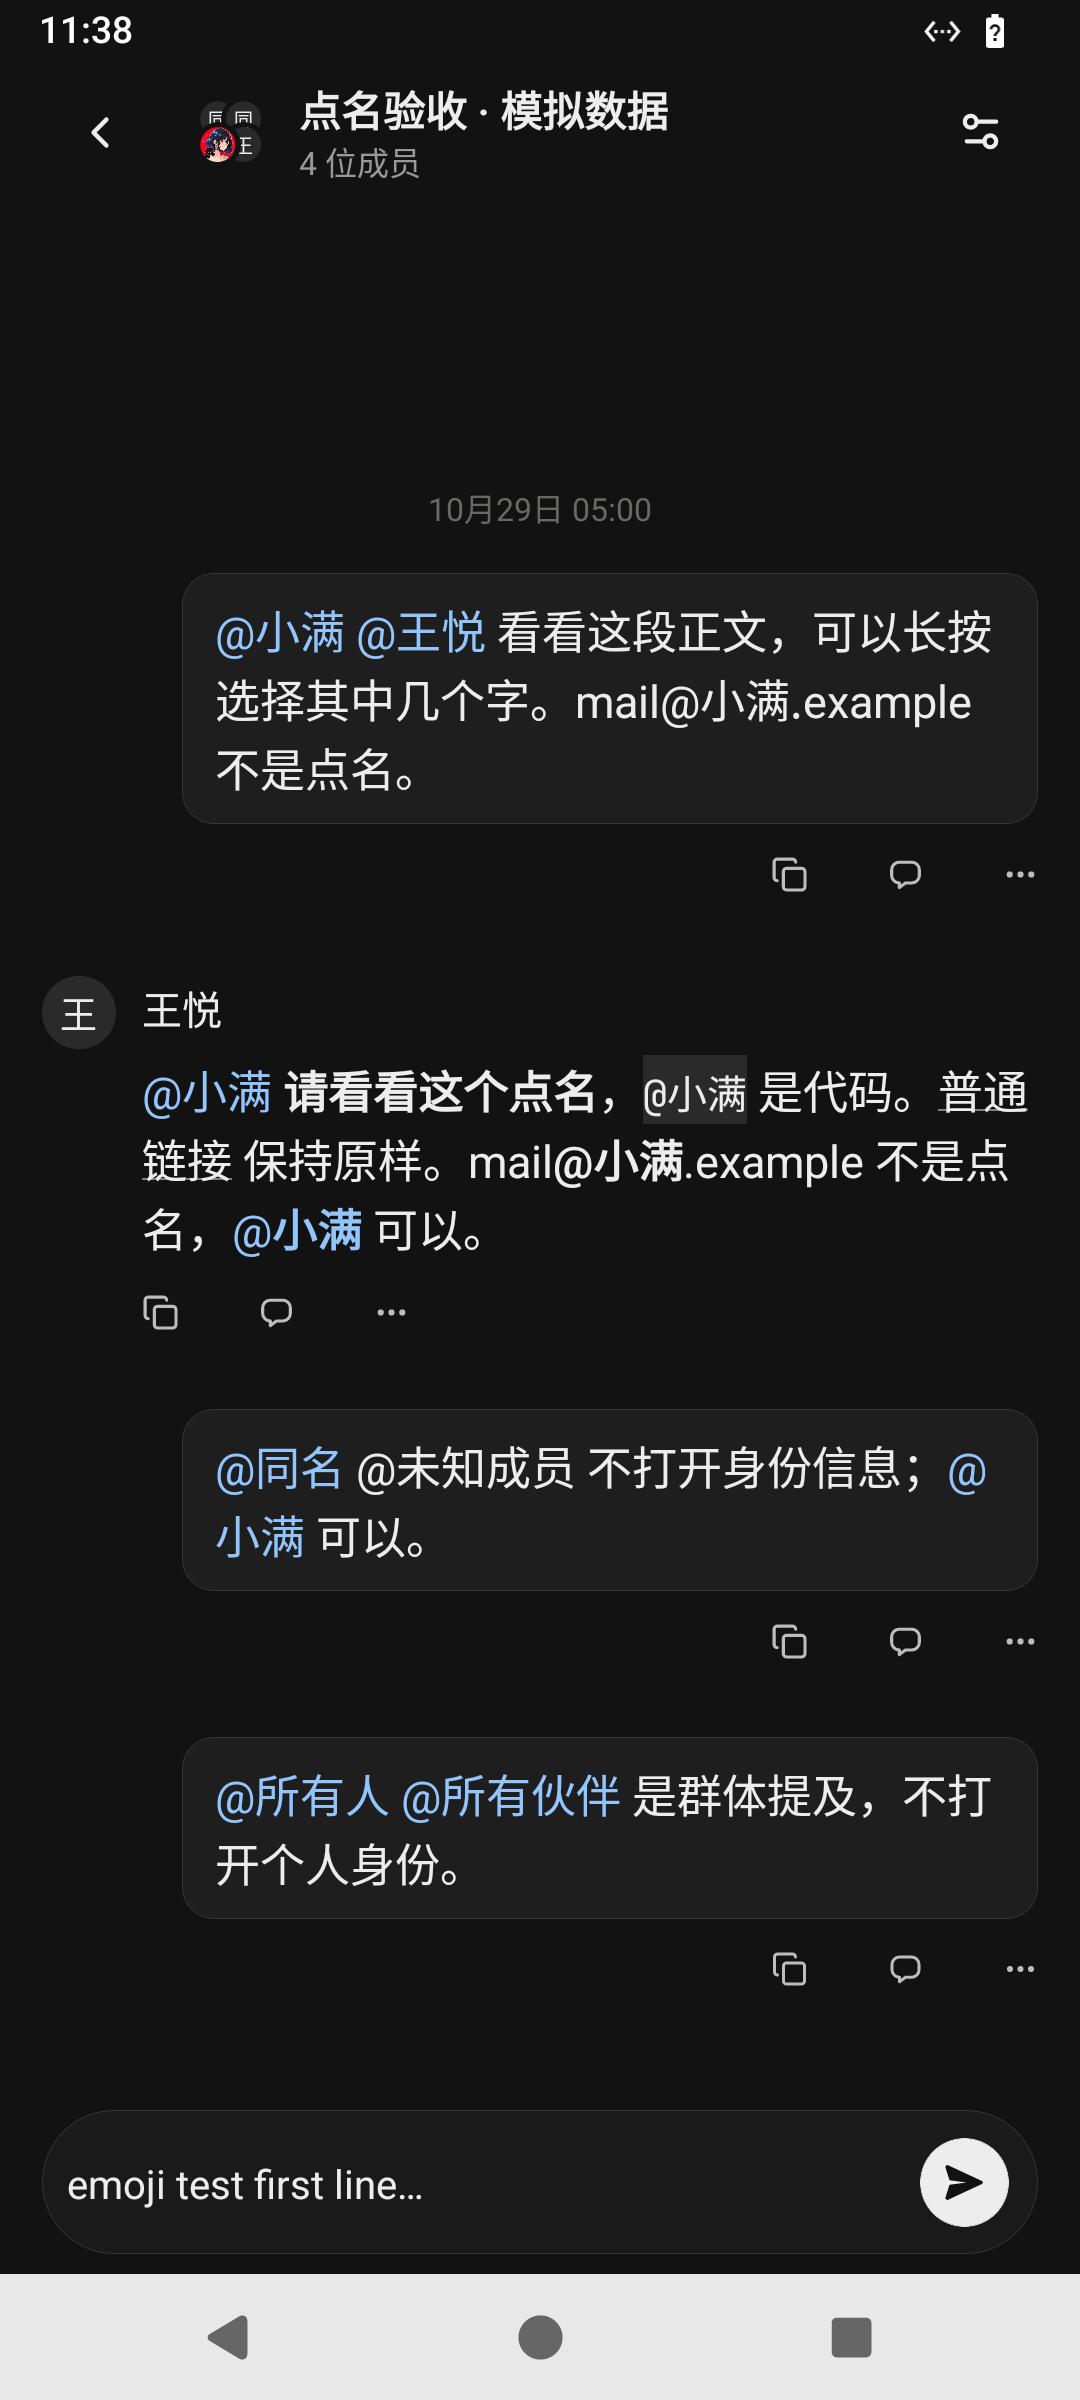 11:38
点名验收 · 模拟数据
4 位成员
10月29日 05:00
@小满 @王悦 看看这段正文，可以长按
选择其中几个字。mail@小满.example
不是点名。
王
王悦
@小满 请看看这个点名，@小满 是代码。普通
链接 保持原样。mail@小满.example 不是点
名，@小满 可以。
@同名 @未知成员 不打开身份信息；@
小满 可以。
@所有人 @所有伙伴 是群体提及，不打
开个人身份。
emoji test first line…